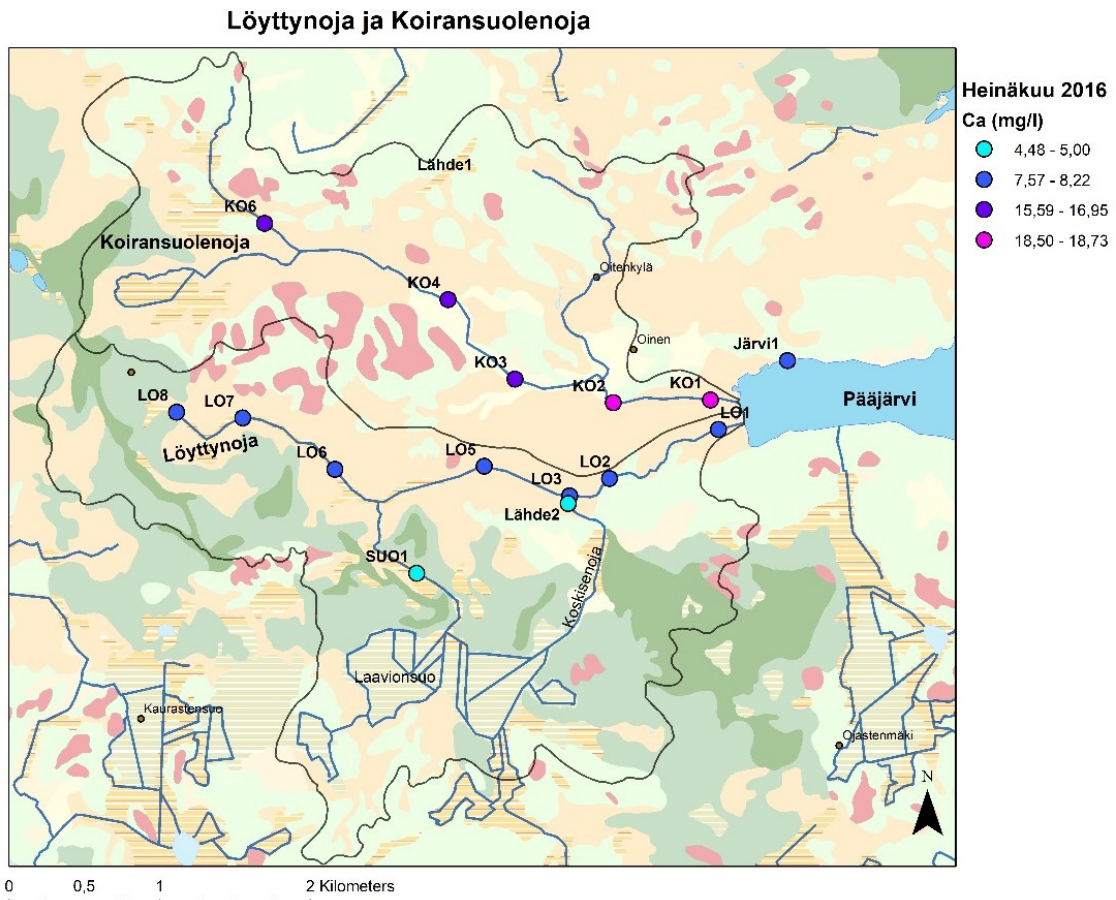 Löyttynoja ja Koiransuolenoja
Heinäkuu 2016
Ca (mg/l)
4,48 - 5,00
7,57 - 8,22
15,59 - 16,95
18,50 - 18,73
Lähde1
KO6
Koiransuolenoja
Oitenkylä
KO4
Oinen
Järvi1
KO3
KO2
KO1
Pääjärvi
LO8
LO7
LO1
Löyttynoja
LO6
LO5
LO2
LO3
Lähde2
SUO1
Koskisenoja
Laavionsuo
Kaurastensuo
Ojastenmäki
N
0 0,5 1 2 Kilometers